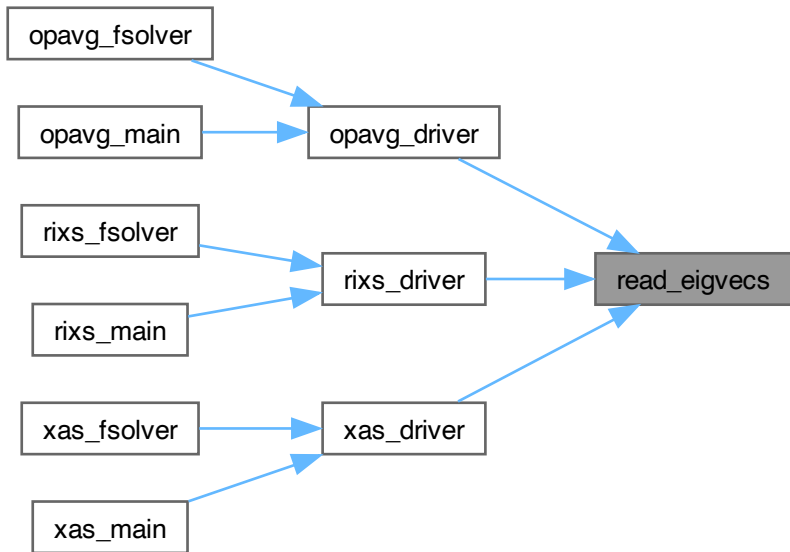 opavg_fsolver
opavg_main
opavg_driver
rixs_fsolver
rixs_driver
read_eigvecs
rixs_main
xas_fsolver
xas_driver
xas_main